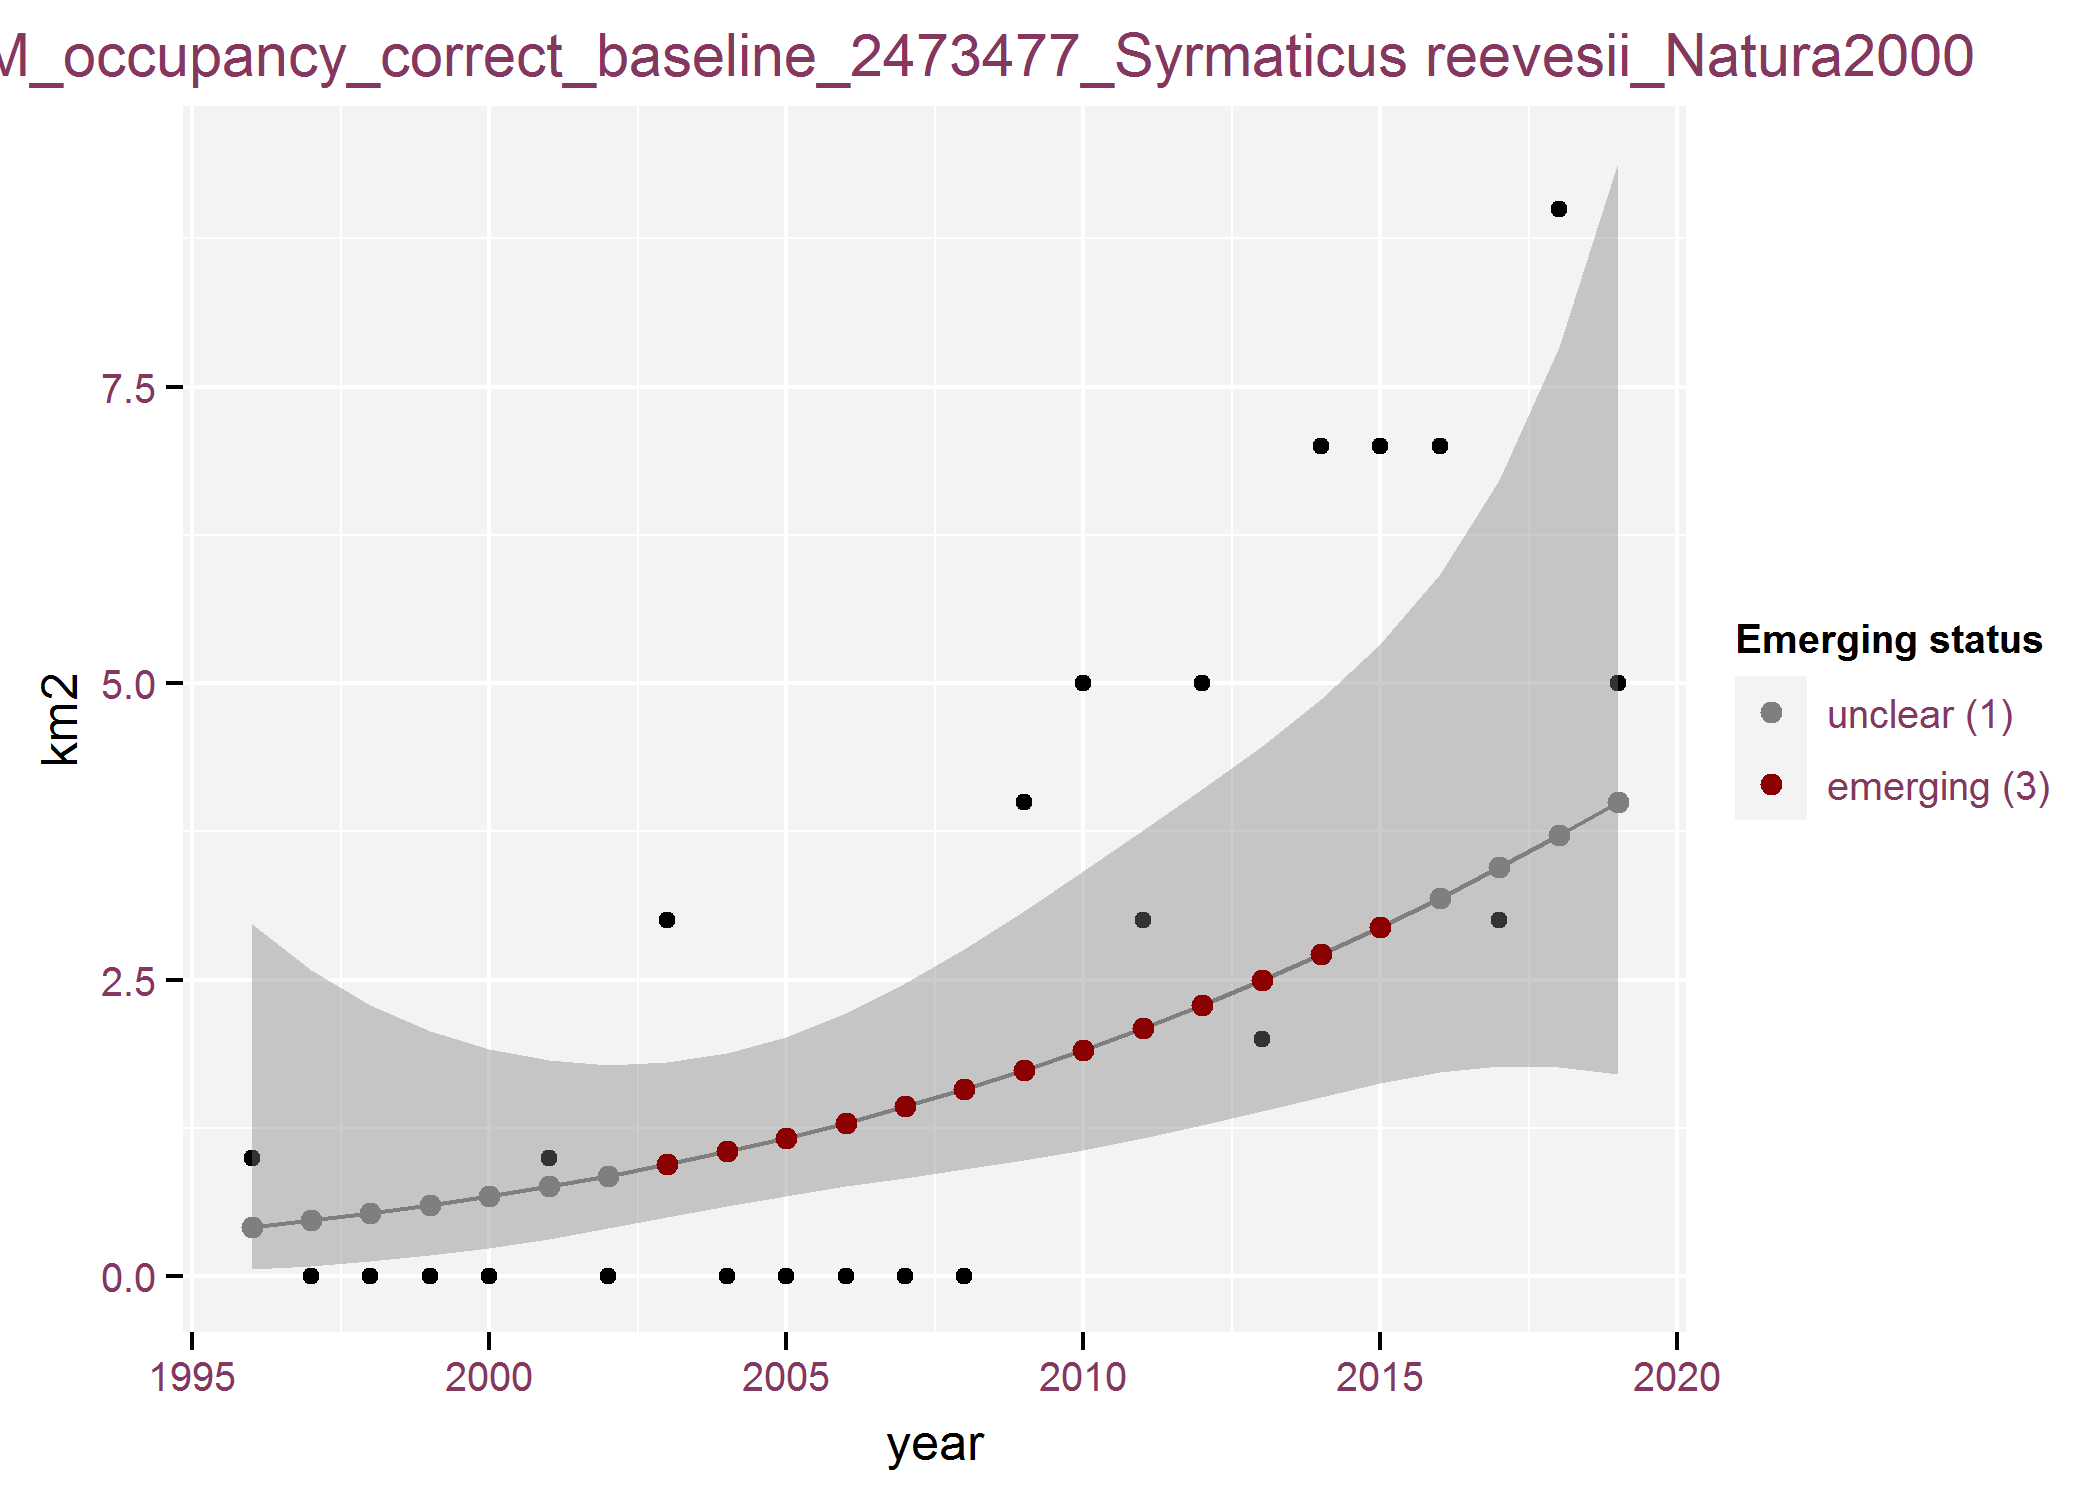 M_occupancy_correct_baseline_2473477_Syrmaticus reevesii_Natura2000
km2
7.5
5.0
2.5
0.0
1995 2000 2005 2010 2015 2020
year
Emerging status
unclear (1)
emerging (3)